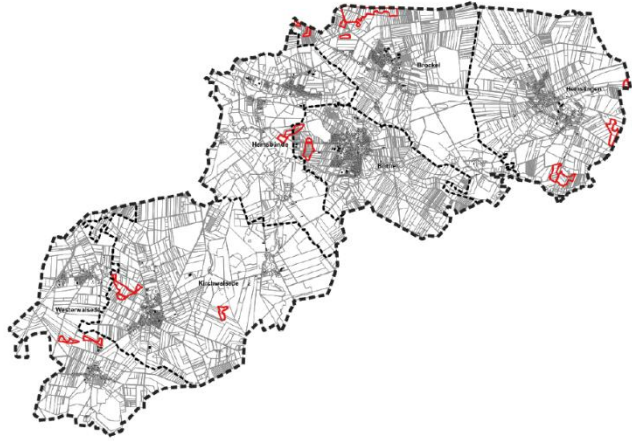 Brockel
Hemslingen
Hemsbünde
Bothel
Kirchwalsede
Westerwalsede